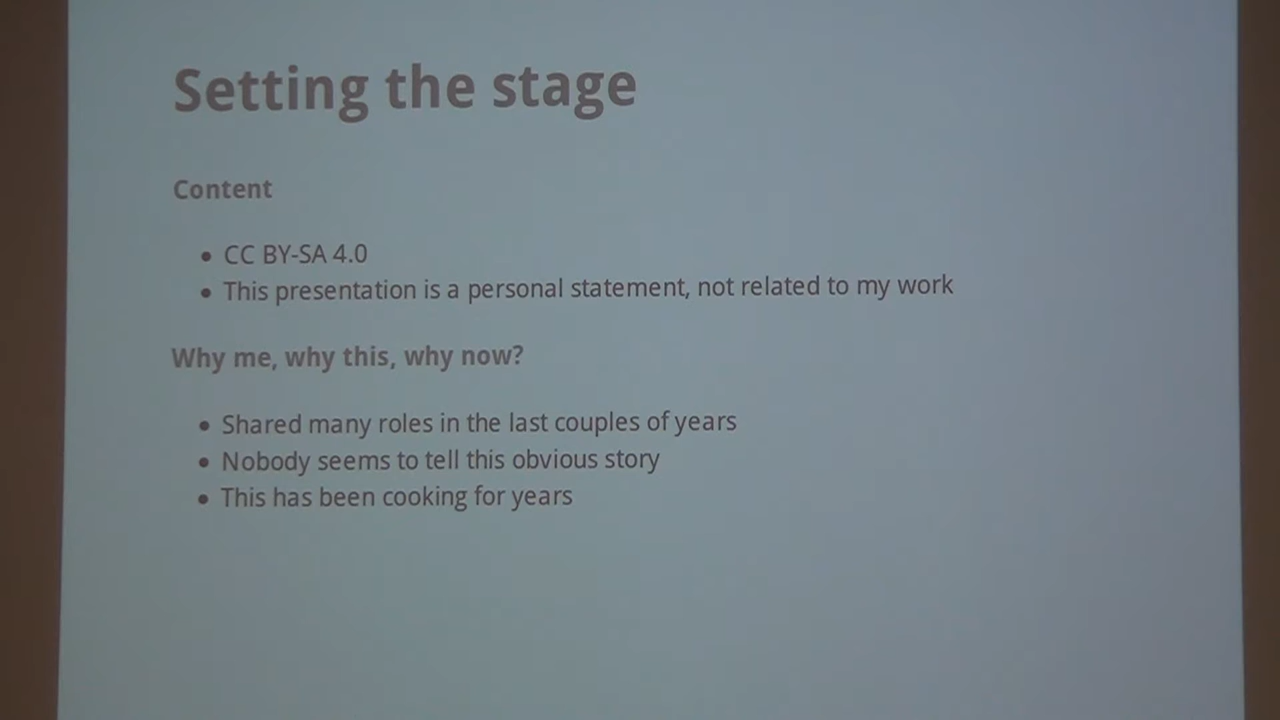 Setting the stage
Content
CC BY-SA 4.0
This presentation is a personal statement, not related to my work
Why me, why this, why now?
Shared many roles in the last couples of years
Nobody seems to tell this obvious story
This has been cooking for years